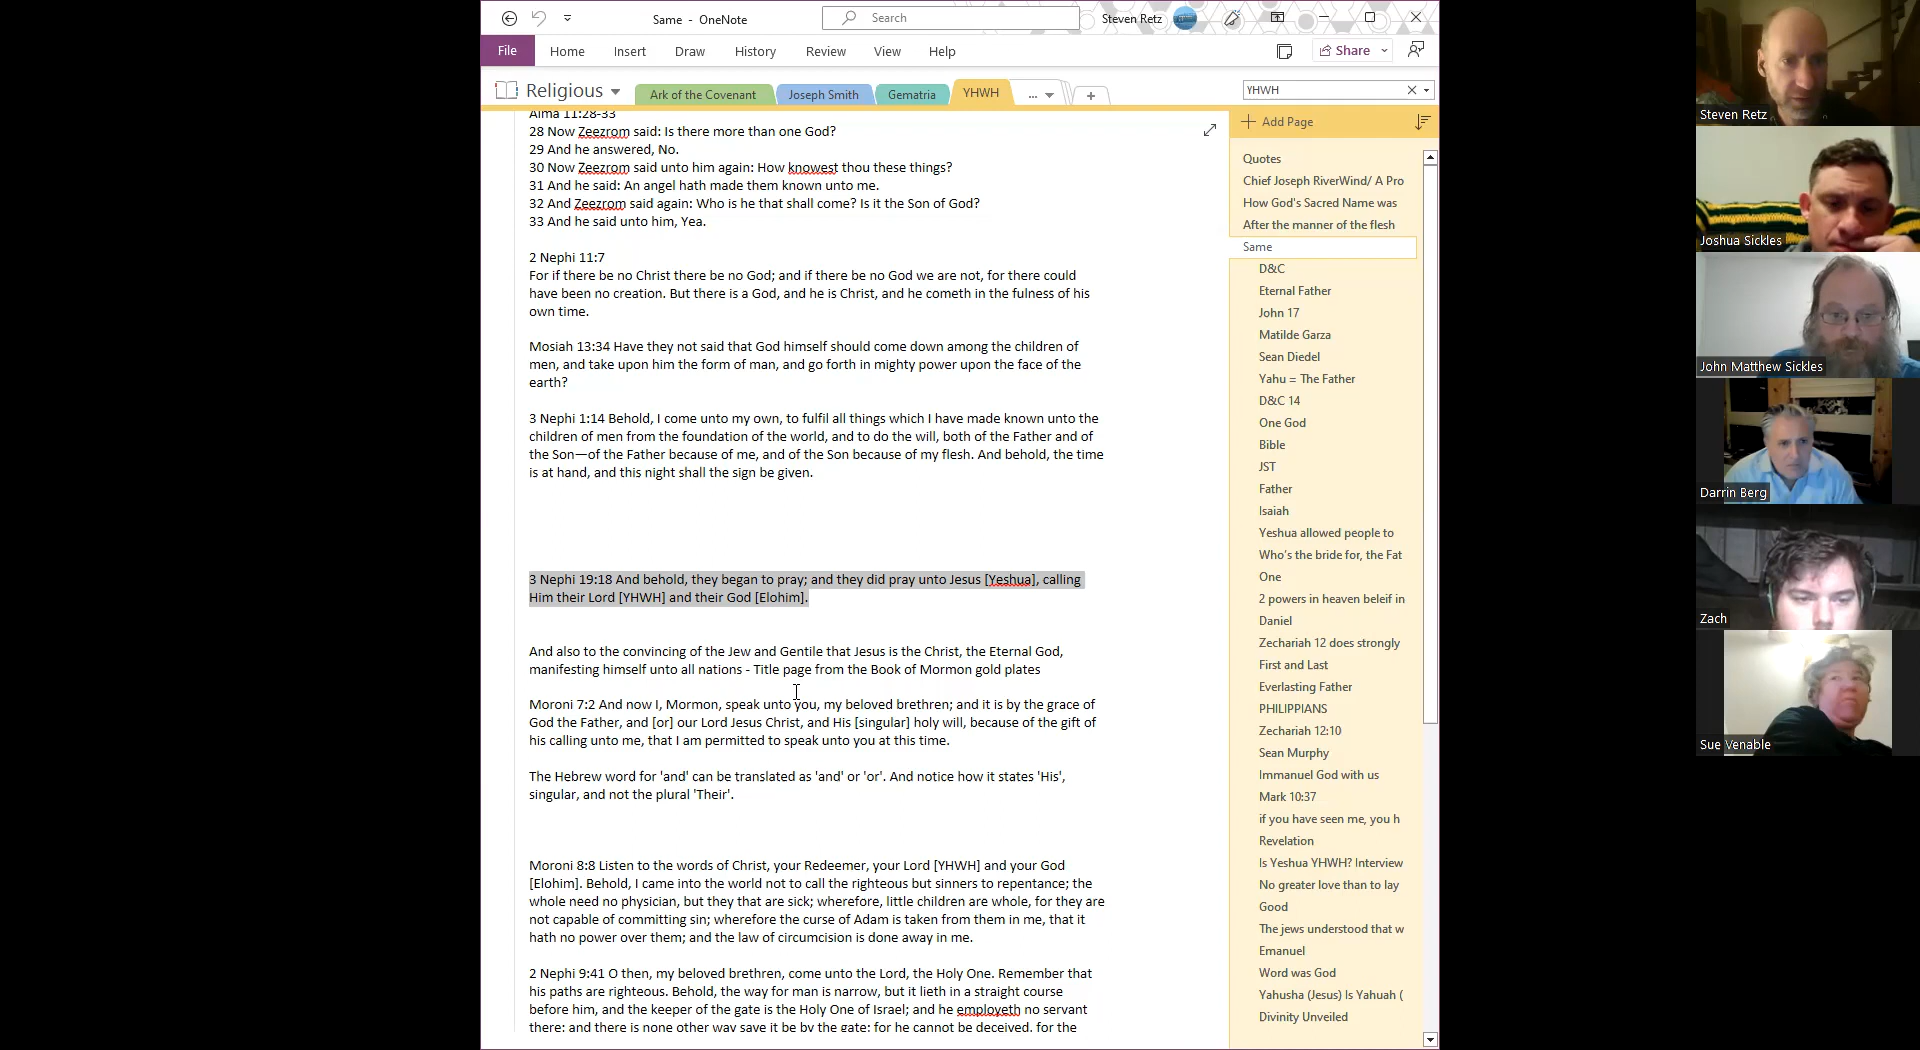 Same - OneNote
Search
Steven Retz
File
Home
Insert
Draw
History
Review
View
Help
Share
Religious
Ark of the Covenant
Joseph Smith
Gematria
YHWH
...
YHWH
Alma 11:28-33
28 Now Zeezrom said: Is there more than one God?
29 And he answered, No.
30 Now Zeezrom said unto him again: How knowest thou these things?
31 And he said: An angel hath made them known unto me.
32 And Zeezrom said again: Who is he that shall come? Is it the Son of God?
33 And he said unto him, Yea.
2 Nephi 11:7
For if there be no Christ there be no God; and if there be no God we are not, for there could
have been no creation. But there is a God, and he is Christ, and he cometh in the fulness of his
own time.
Mosiah 13:34 Have they not said that God himself should come down among the children of
men, and take upon him the form of man, and go forth in mighty power upon the face of the
earth?
3 Nephi 1:14 Behold, I come unto my own, to fulfil all things which I have made known unto the
children of men from the foundation of the world, and to do the will, both of the Father and of
the Son—of the Father because of me, and of the Son because of my flesh. And behold, the time
is at hand, and this night shall the sign be given.
3 Nephi 19:18 And behold, they began to pray; and they did pray unto Jesus [Yeshua], calling
Him their Lord [YHWH] and their God [Elohim].
And also to the convincing of the Jew and Gentile that Jesus is the Christ, the Eternal God,
manifesting himself unto all nations - Title page from the Book of Mormon gold plates
Moroni 7:2 And now I, Mormon, speak unto you, my beloved brethren; and it is by the grace of
God the Father, and [or] our Lord Jesus Christ, and His [singular] holy will, because of the gift of
his calling unto me, that I am permitted to speak unto you at this time.
The Hebrew word for 'and' can be translated as 'and' or 'or'. And notice how it states 'His',
singular, and not the plural 'Their'.
Moroni 8:8 Listen to the words of Christ, your Redeemer, your Lord [YHWH] and your God
[Elohim]. Behold, I came into the world not to call the righteous but sinners to repentance; the
whole need no physician, but they that are sick; wherefore, little children are whole, for they are
not capable of committing sin; wherefore the curse of Adam is taken from them in me, that it
hath no power over them; and the law of circumcision is done away in me.
2 Nephi 9:41 O then, my beloved brethren, come unto the Lord, the Holy One. Remember that
his paths are righteous. Behold, the way for man is narrow, but it lieth in a straight course
before him, and the keeper of the gate is the Holy One of Israel; and he employeth no servant
there; and there is none other way save it be by the gate; for he cannot be deceived, for the
Add Page
Quotes
Chief Joseph RiverWind/ A Pro
How God's Sacred Name was
After the manner of the flesh
Same
D&C
Eternal Father
John 17
Matilde Garza
Sean Diedel
Yahu = The Father
D&C 14
One God
Bible
JST
Father
Isaiah
Yeshua allowed people to
Who's the bride for, the Fat
One
2 powers in heaven beleif in
Daniel
Zechariah 12 does strongly
First and Last
Everlasting Father
PHILIPPIANS
Zechariah 12:10
Sean Murphy
Immanuel God with us
Mark 10:37
if you have seen me, you h
Revelation
Is Yeshua YHWH? Interview
No greater love than to lay
Good
The jews understood that w
Emanuel
Word was God
Yahusha (Jesus) Is Yahuah (
Divinity Unveiled
Steven Retz
Joshua Sickles
John Matthew Sickles
Darrin Berg
Zach
Sue Venable